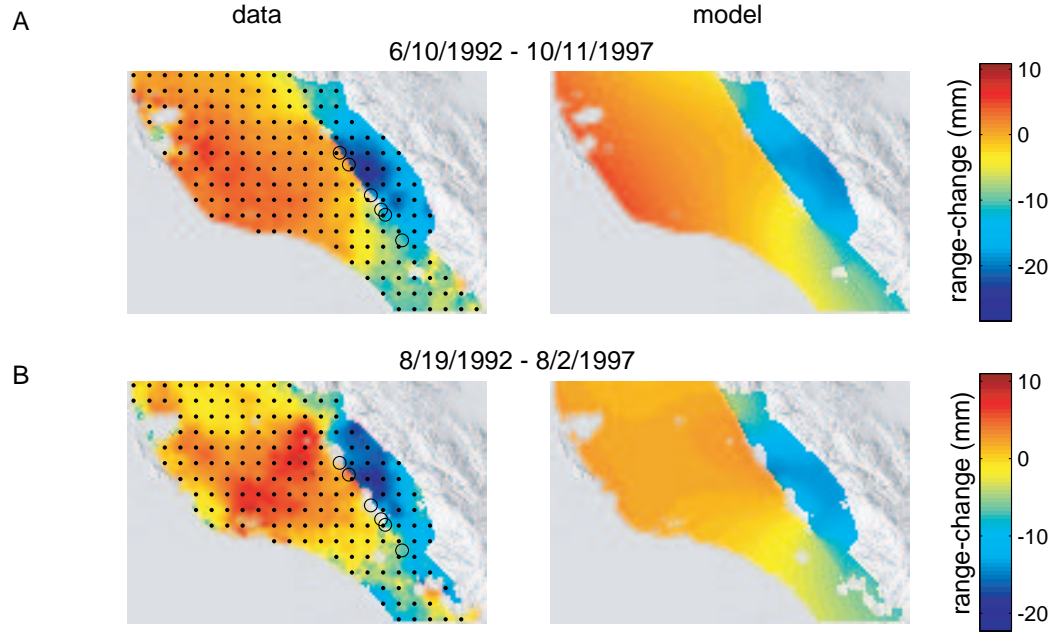 A
data
model
6/10/1992 - 10/11/1997
10
0
-10
-20
range-change (mm)
B
8/19/1992 - 8/2/1997
10
0
-10
-20
range-change (mm)